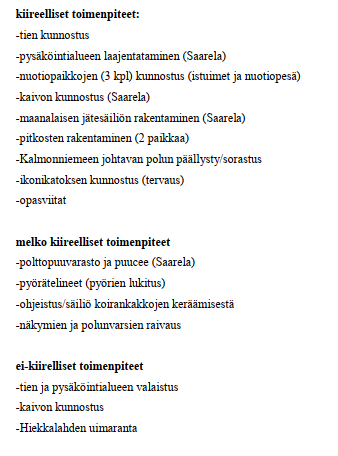 kiireelliset toimenpiteet:
-tien kunnostus
-pysäköintialueen laajentataminen (Saarela)
-nuotiopaikkojen (3 kpl) kunnostus (istuimet ja nuotiopesä)
-kaivon kunnostus (Saarela)
-maanalaisen jätesäiliön rakentaminen (Saarela)
-pitkosten rakentaminen (2 paikkaa)
-Kalmonniemeen johtavan polun päällysty/sorastus
-ikonikatoksen kunnostus (tervaus)
-opasviitat
melko kiireelliset toimenpiteet
-polttopuuvarasto ja puucee (Saarela)
-pyörätelineet (pyörien lukitus)
-ohjeistus/säiliö koirankakkojen keräämisestä
-näkymien ja polunvarsien raivaus
ei-kiirelliset toimenpiteet
-tien ja pysäköintialueen valaistus
-kaivon kunnostus
-Hiekkalahden uimaranta